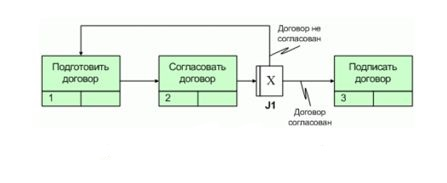 Договор не
согласован
Подготовить
договор
1
Согласовать
договор
2
X
J1
Подписать
договор
3
Договор
согласован